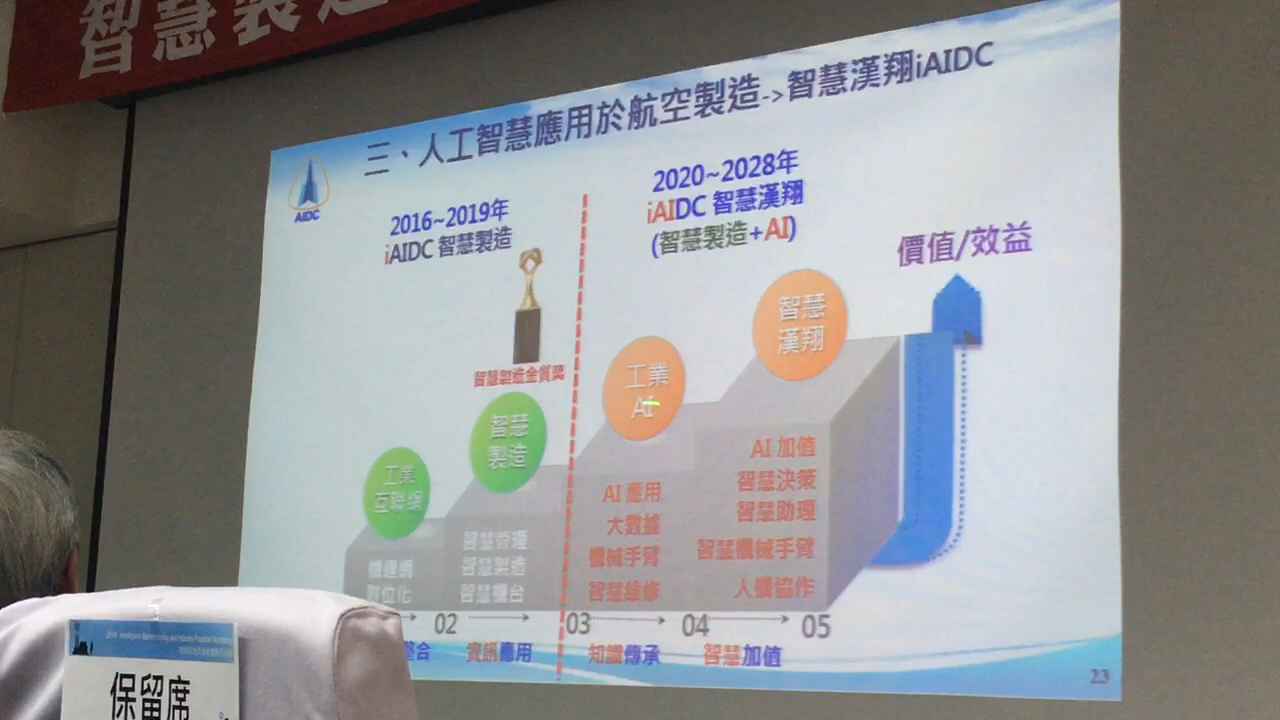 智慧製造
三、人工智慧應用於航空製造->智慧漢翔iAIDC
AIDC
2016~2019年
iAIDC 智慧製造
2020~2028年
iAIDC 智慧漢翔
(智慧製造+AI)
價值/效益
智慧製造金質獎
工業
互聯網
智慧
製造
工業
AI
智慧
漢翔
機連網
數位化
智慧管理
智慧製造
智慧機台
AI 應用
大數據
機械手臂
智慧維修
AI 加值
智慧決策
智慧助理
智慧機械手臂
人機協作
02
03
04
05
整合
資訊應用
知識傳承
智慧加值
23
保留席